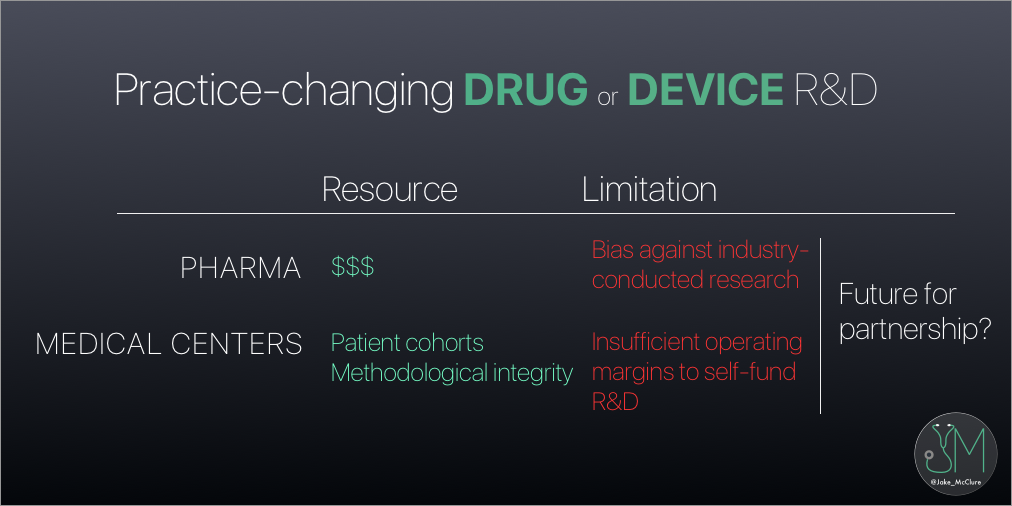 Practice-changing DRUG or DEVICE R&D
Resource Limitation
PHARMA $$$ Bias against industry-
conducted research
MEDICAL CENTERS Patient cohorts
Methodological integrity
Insufficient operating
margins to self-fund
R&D
Future for
partnership?
JM
@Jake_McClure